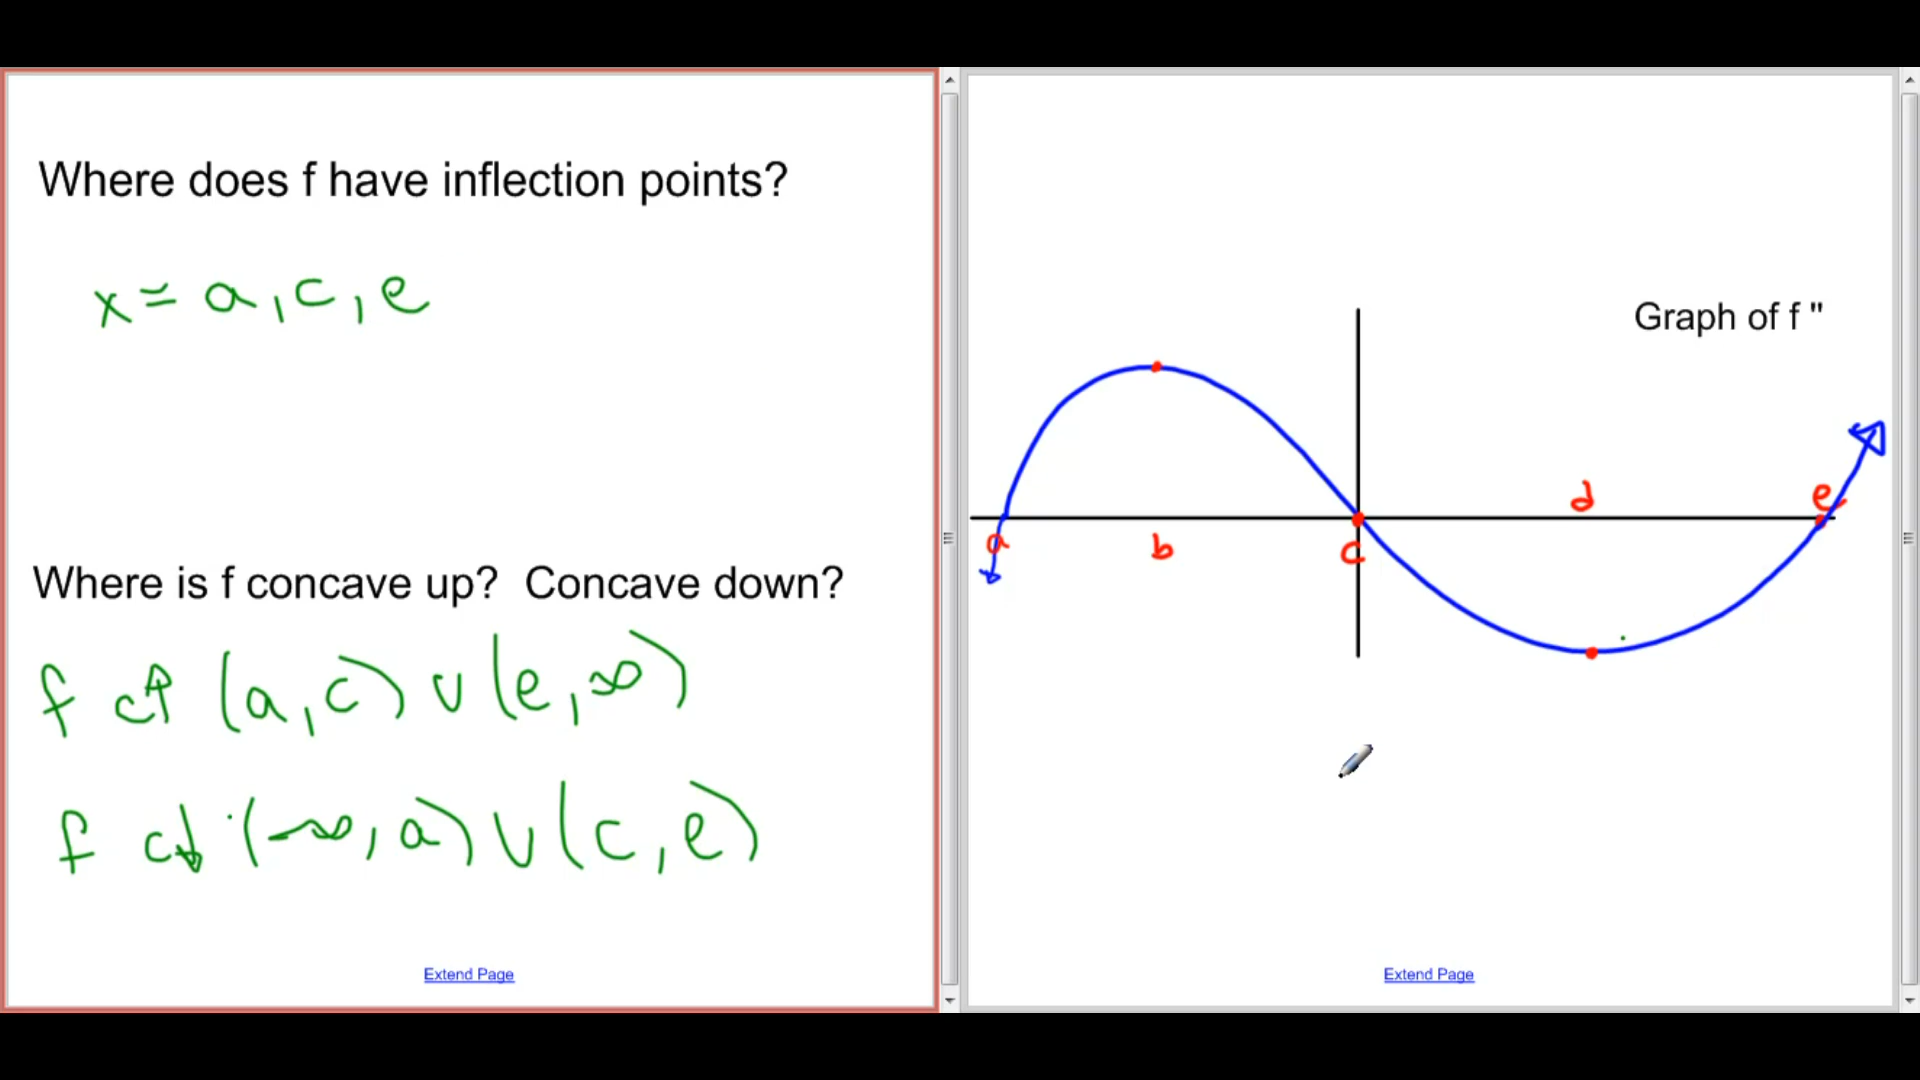 Where does f have inflection points?
x = a, c, e
Where is f concave up? Concave down?
f c↑ (a, c) ∪ (e, ∞)
f c↓ (-∞, a) ∪ (c, e)
Extend Page
Graph of f "
d
e
a
b
c
Extend Page